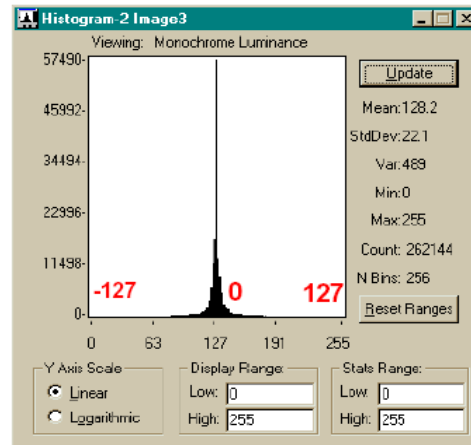 Histogram-2 Image3
Viewing: Monochrome Luminance
57490-
45992-
34494-
22996-
11498-
0-
-127 0 127
0 63 127 191 255
Update
Mean:128.2
StdDev:22.1
Var:489
Min:0
Max:255
Count: 262144
N Bins: 256
Reset Ranges
Y Axis Scale
Linear
Logarithmic
Display Range:
Low: 0
High: 255
Stats Range:
Low: 0
High: 255